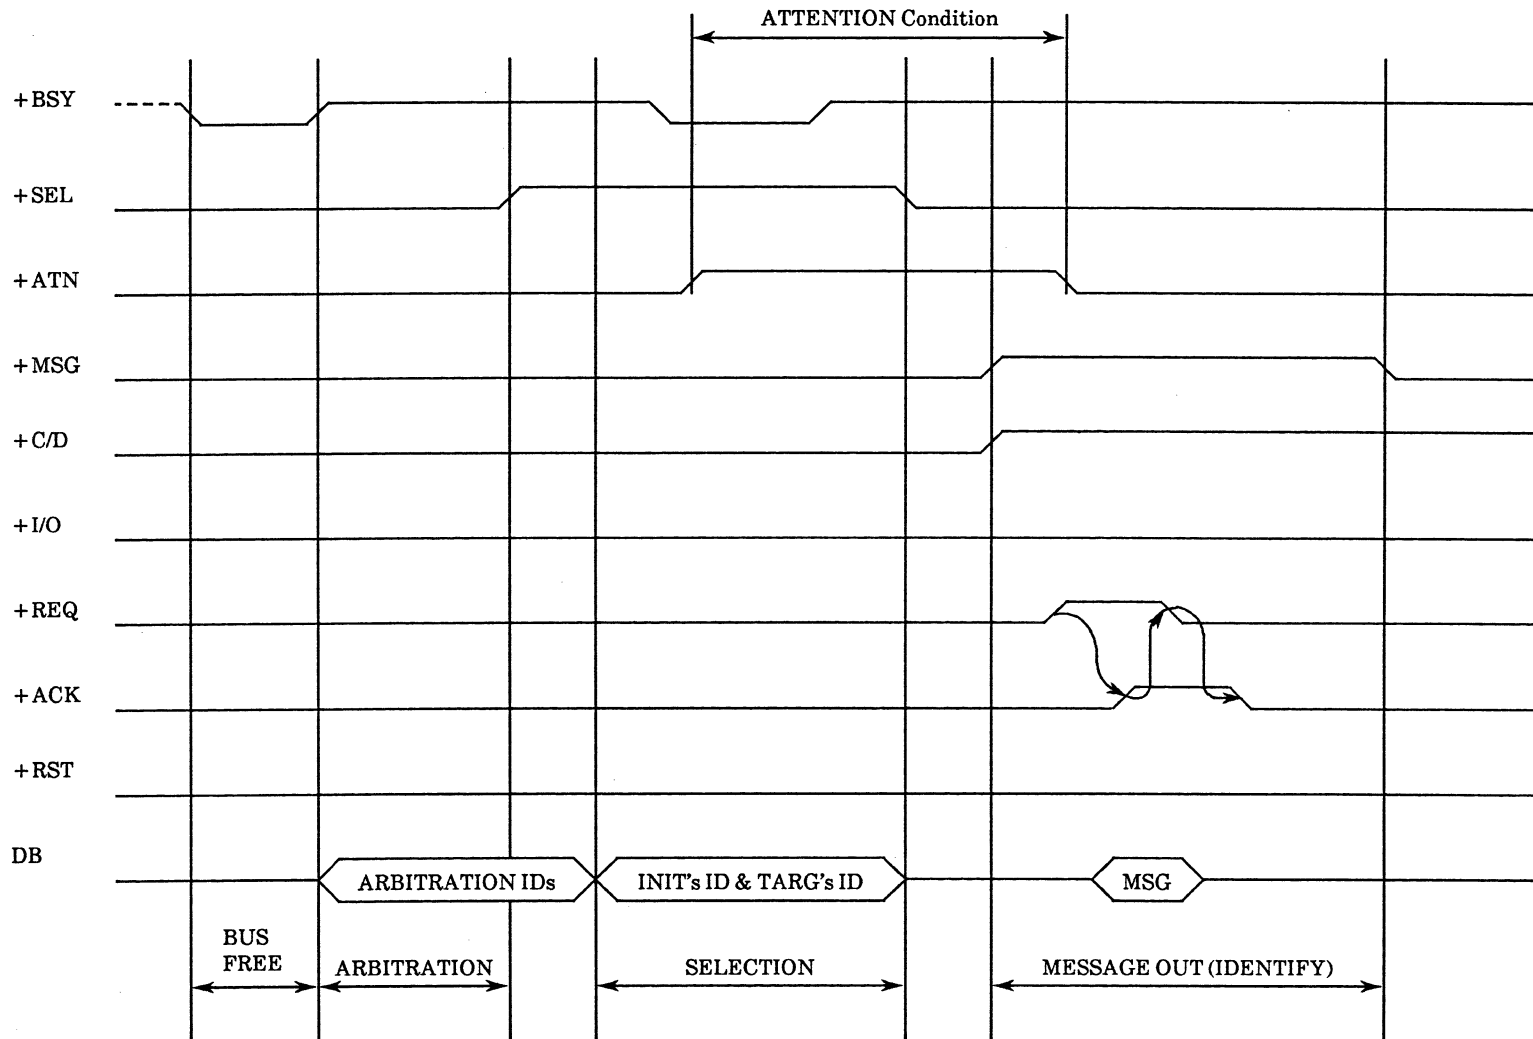 ATTENTION Condition
+BSY
+SEL
+ATN
+MSG
+C/D
+I/O
+REQ
+ACK
+RST
DB
ARBITRATION IDs
INIT's ID & TARG's ID
MSG
BUS
FREE
ARBITRATION
SELECTION
MESSAGE OUT (IDENTIFY)